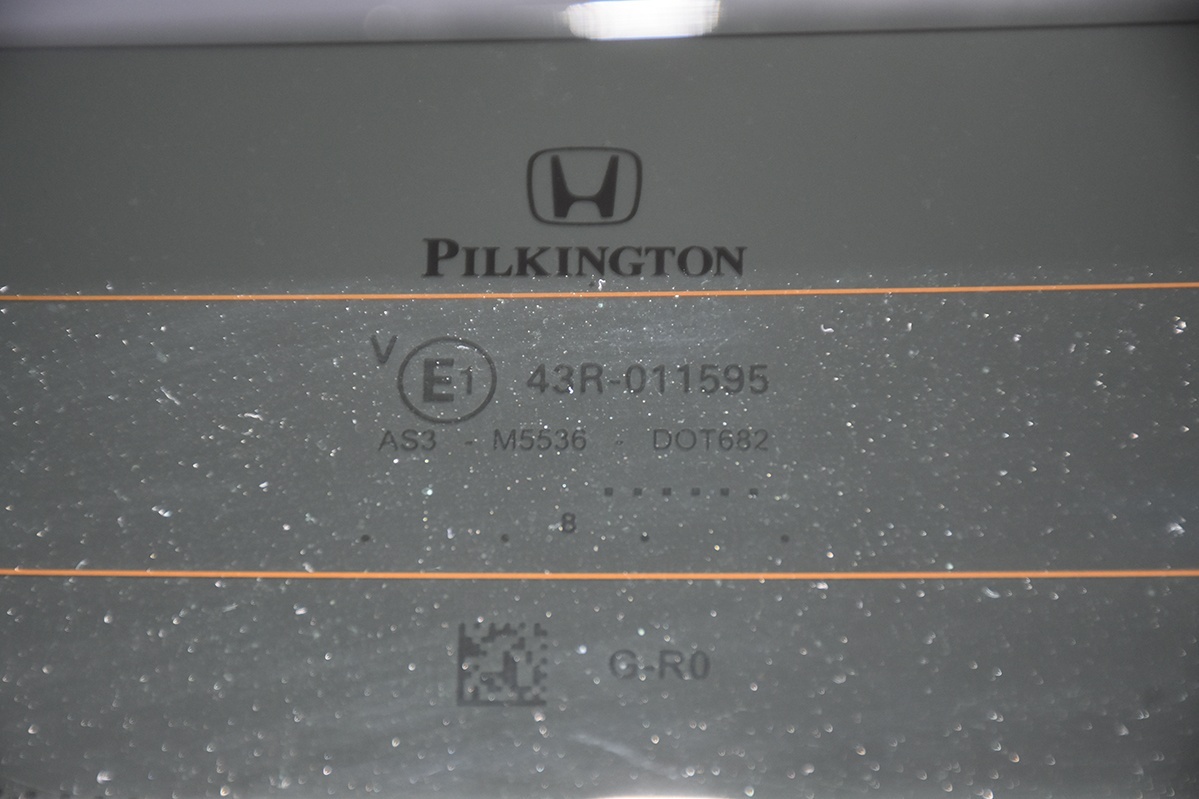 PILKINGTON
V E1 43R-011595
AS3 - M5536 - DOT682
8
G-R0